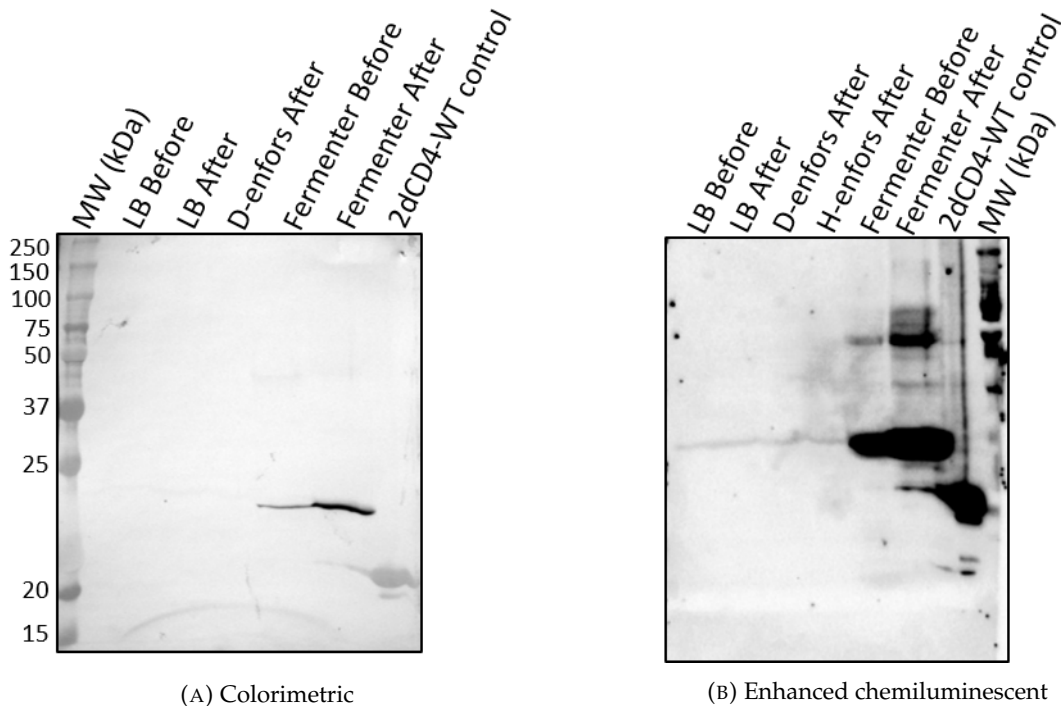 MW (kDa)
LB Before
LB After
D-enfors After
Fermenter Before
Fermenter After
2dCD4-WT control
250
150
100
75
50
37
25
20
15
(A) Colorimetric
LB Before
LB After
D-enfors After
H-enfors After
Fermenter Before
Fermenter After
2dCD4-WT control
MW (kDa)
(B) Enhanced chemiluminescent